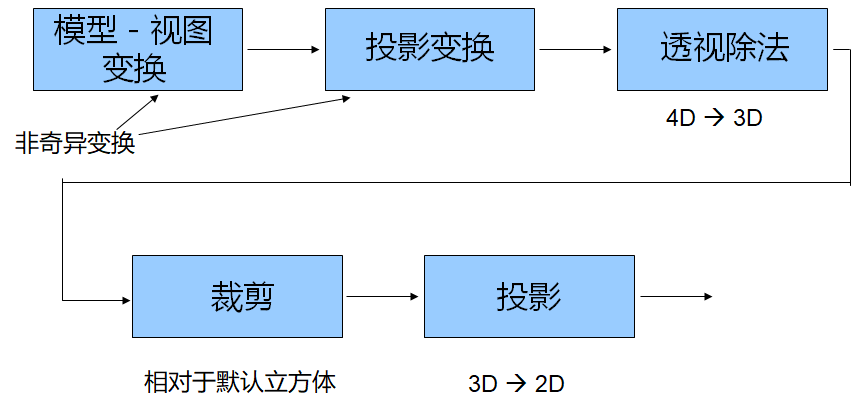 模型 - 视图
变换
投影变换
透视除法
非奇异变换
4D → 3D
裁剪
投影
相对于默认立方体
3D → 2D